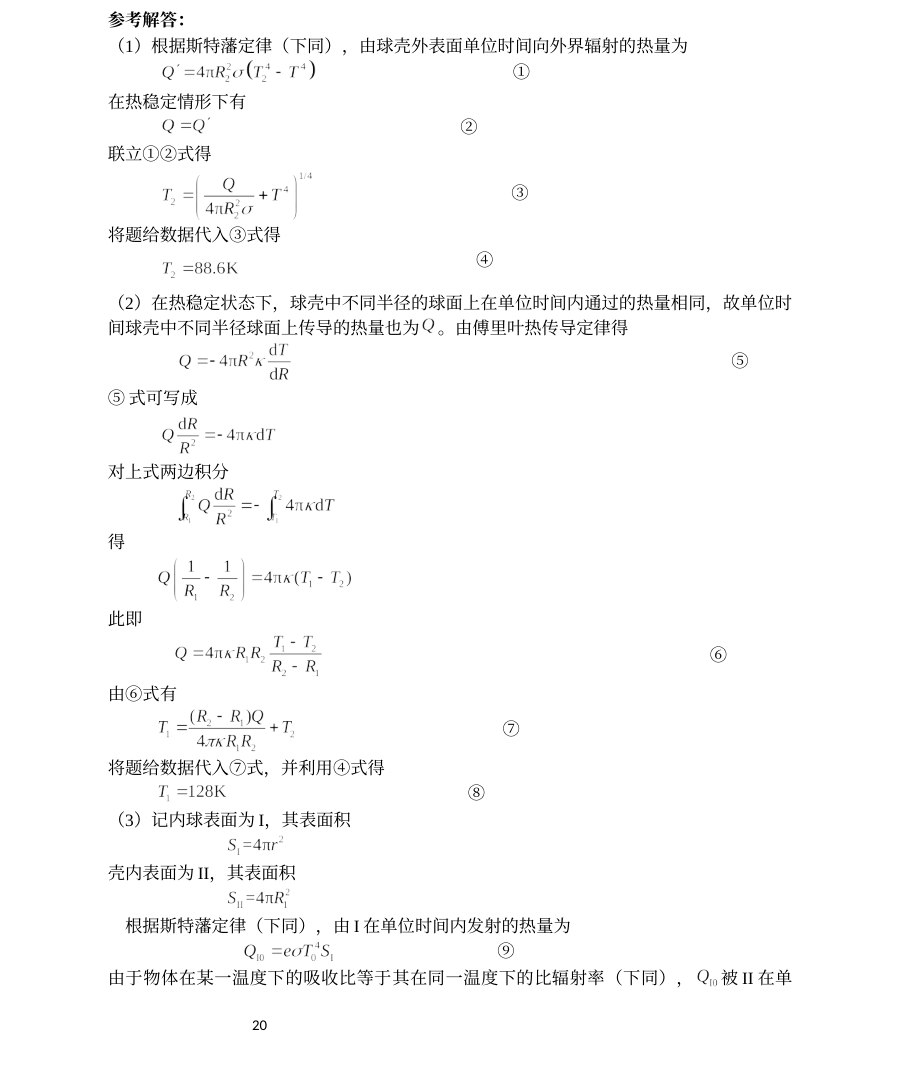 参考解答：
（1）根据斯特藩定律（下同），由球壳外表面单位时间向外界辐射的热量为
Q′=4πR₂²σ(T₂⁴- T⁴) ①
在热稳定情形下有
Q=Q′ ②
联立①②式得
T₂=(Q/(4πR₂²σ)+T⁴)^{1/4} ③
将题给数据代入③式得
T₂=88.6K ④
（2）在热稳定状态下，球壳中不同半径的球面上在单位时间内通过的热量相同，故单位时
间球壳中不同半径球面上传导的热量也为Q。由傅里叶热传导定律得
Q=- 4πR²κ dT/dR ⑤
⑤ 式可写成
Q dR/R²=- 4πκdT
对上式两边积分
∫_{R₁}^{R₂} Q dR/R²=- ∫_{T₁}^{T₂} 4πκdT
得
Q(1/R₁- 1/R₂)=4πκ(T₁- T₂)
此即
Q=4πκR₁R₂ (T₁- T₂)/(R₂- R₁) ⑥
由⑥式有
T₁=(R₂- R₁)Q/(4πκR₁R₂)+T₂ ⑦
将题给数据代入⑦式，并利用④式得
T₁=128K ⑧
（3）记内球表面为 I，其表面积
S_I=4πr²
壳内表面为 II，其表面积
S_II=4πR₁²
根据斯特藩定律（下同），由 I 在单位时间内发射的热量为
Q_{I0}=eσT₀⁴S_I ⑨
由于物体在某一温度下的吸收比等于其在同一温度下的比辐射率（下同），Q_{I0}被 II 在单
20